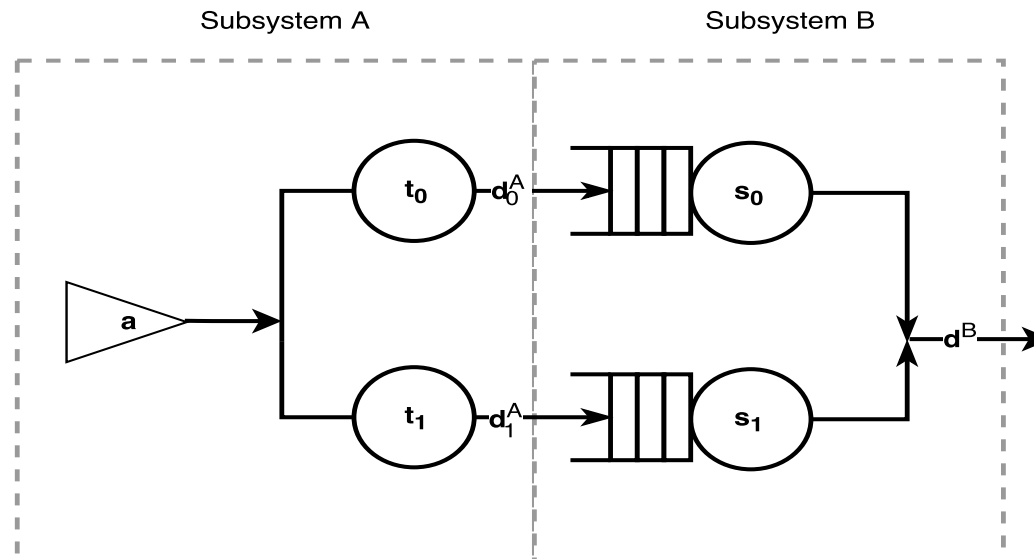 Subsystem A
Subsystem B
t₀
d₀ᴬ
s₀
a
dᴮ
t₁
d₁ᴬ
s₁